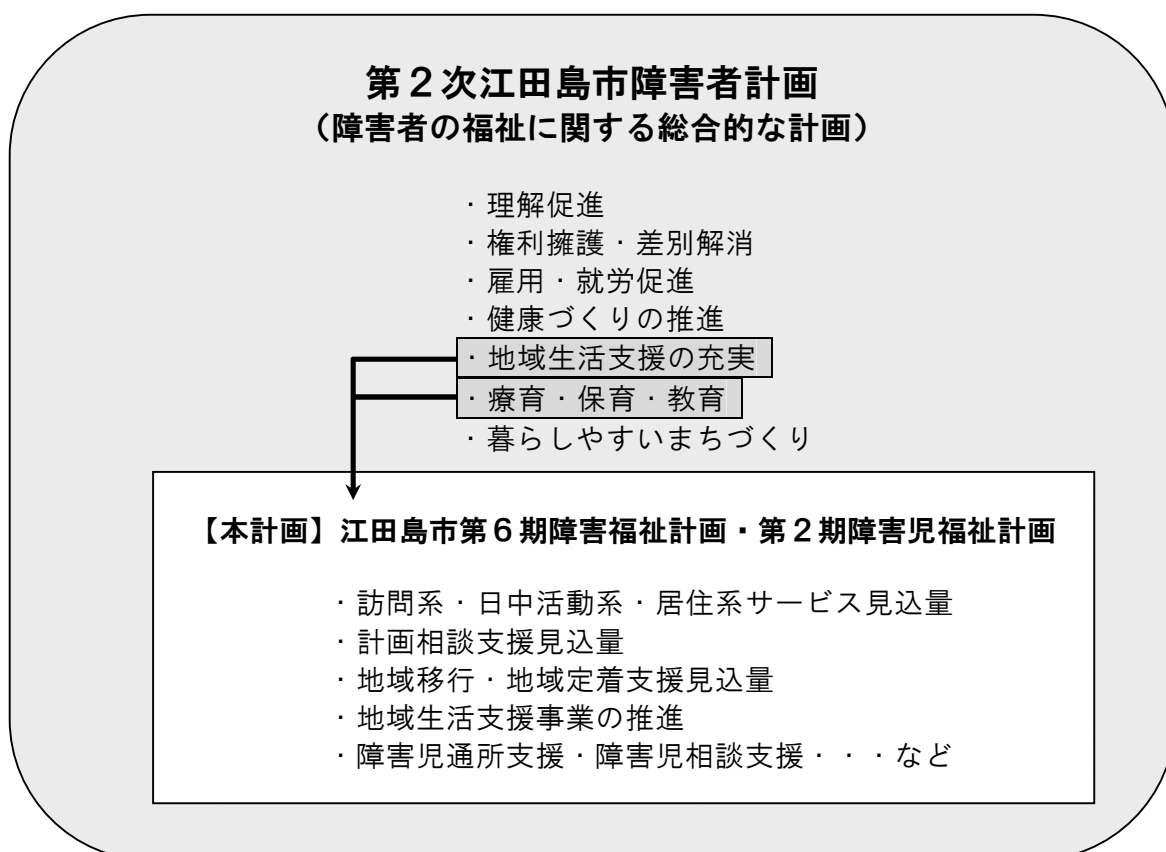 第２次江田島市障害者計画
（障害者の福祉に関する総合的な計画）
・理解促進
・権利擁護・差別解消
・雇用・就労促進
・健康づくりの推進
・地域生活支援の充実
・療育・保育・教育
・暮らしやすいまちづくり
【本計画】江田島市第６期障害福祉計画・第２期障害児福祉計画
・訪問系・日中活動系・居住系サービス見込量
・計画相談支援見込量
・地域移行・地域定着支援見込量
・地域生活支援事業の推進
・障害児通所支援・障害児相談支援・・・など